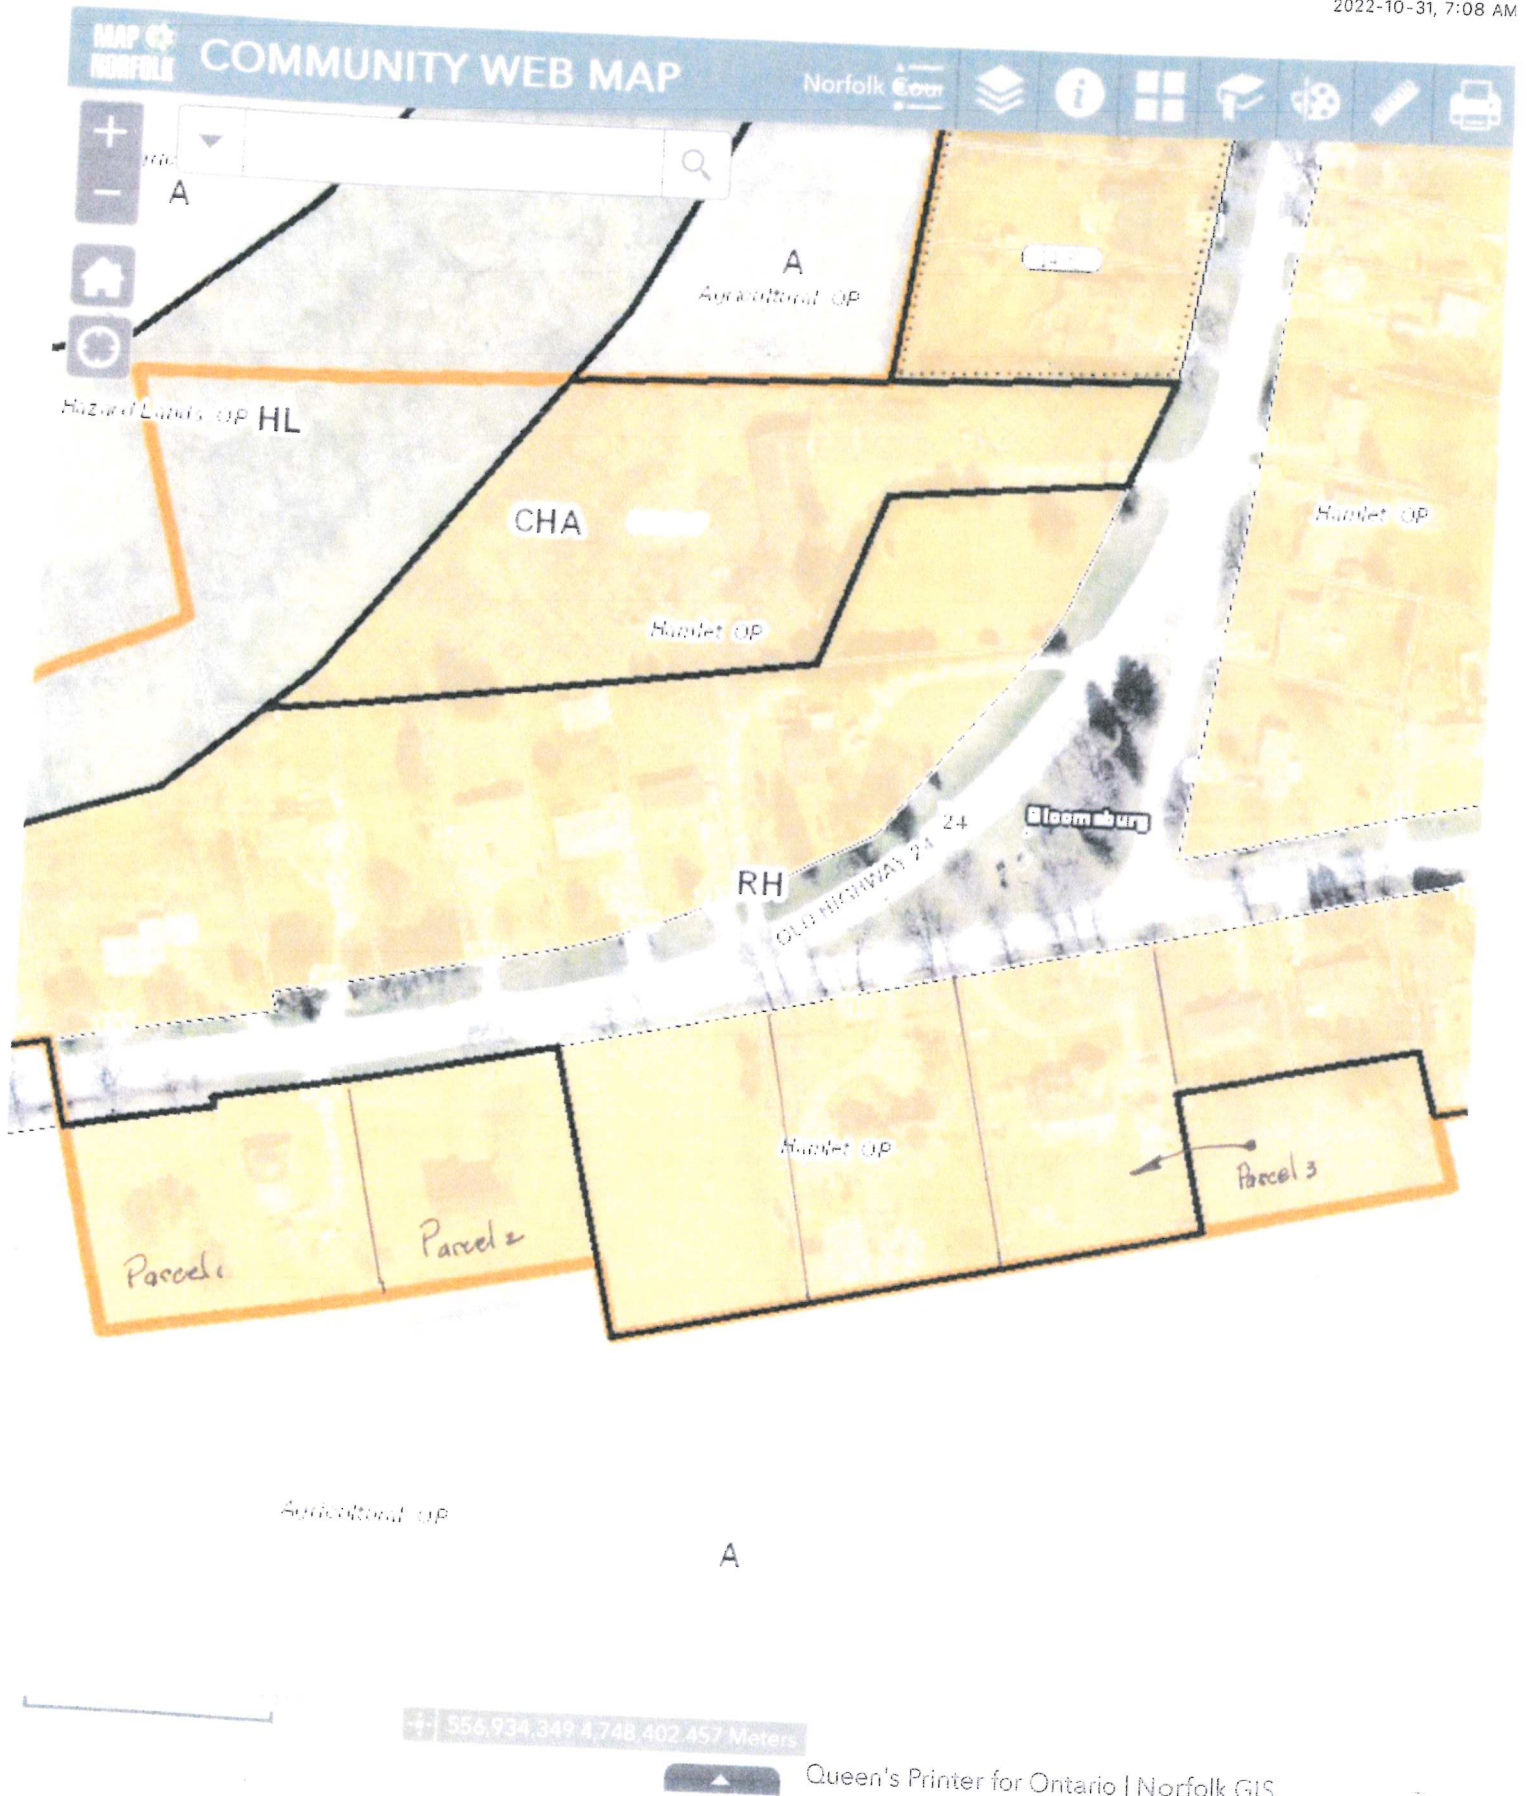 2022-10-31, 7:08 AM
MAP NORFOLK
COMMUNITY WEB MAP
Norfolk Cour
A
A
Agricultural OP
Hazard Lands OP HL
CHA
Hamlet OP
Hamlet OP
24
Bloomsburg
RH
OLD HIGHWAY 24
Hamlet OP
Parcel 3
Parcel 2
Parcel 1
Agricultural OP
A
556,934.349 4,748,402.457 Meters
Queen's Printer for Ontario | Norfolk GIS